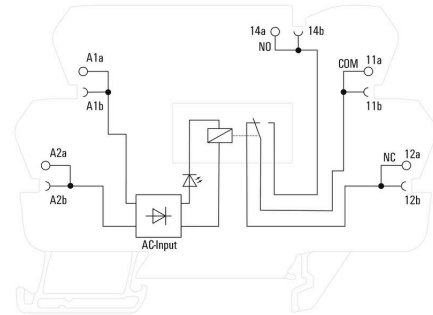 14a 14b
NO
A1a
COM 11a
A1b
11b
A2a
NC 12a
A2b
12b
AC-Input